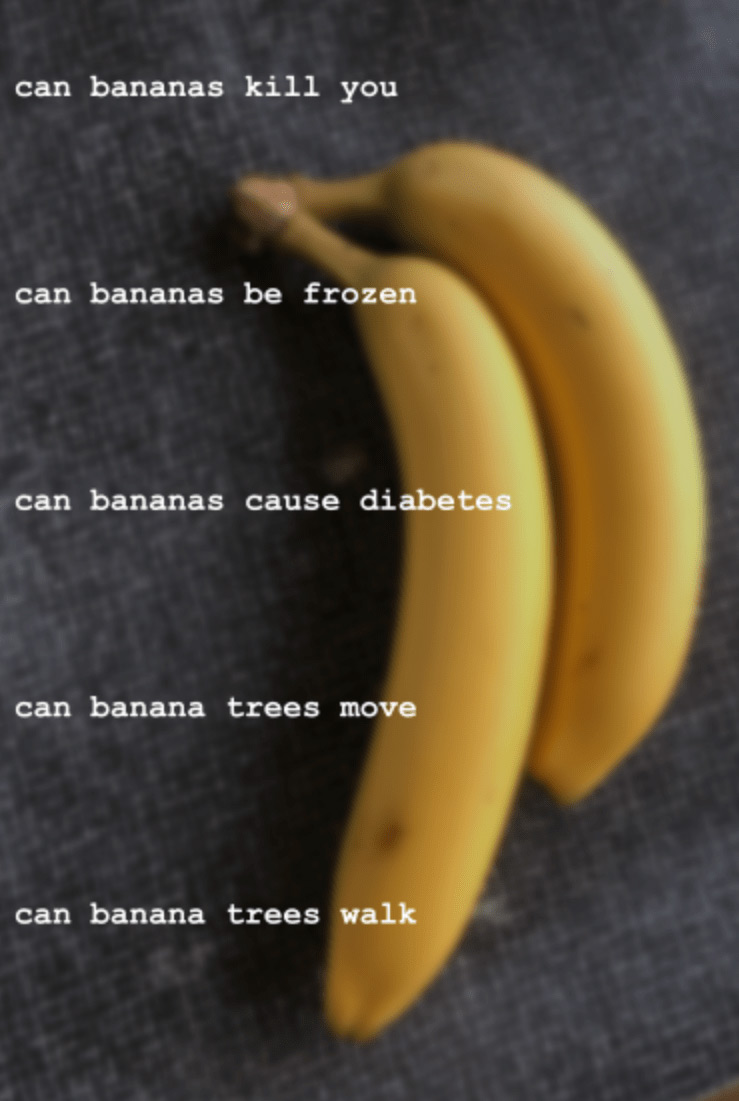 can bananas kill you
can bananas be frozen
can bananas cause diabetes
can banana trees move
can banana trees walk